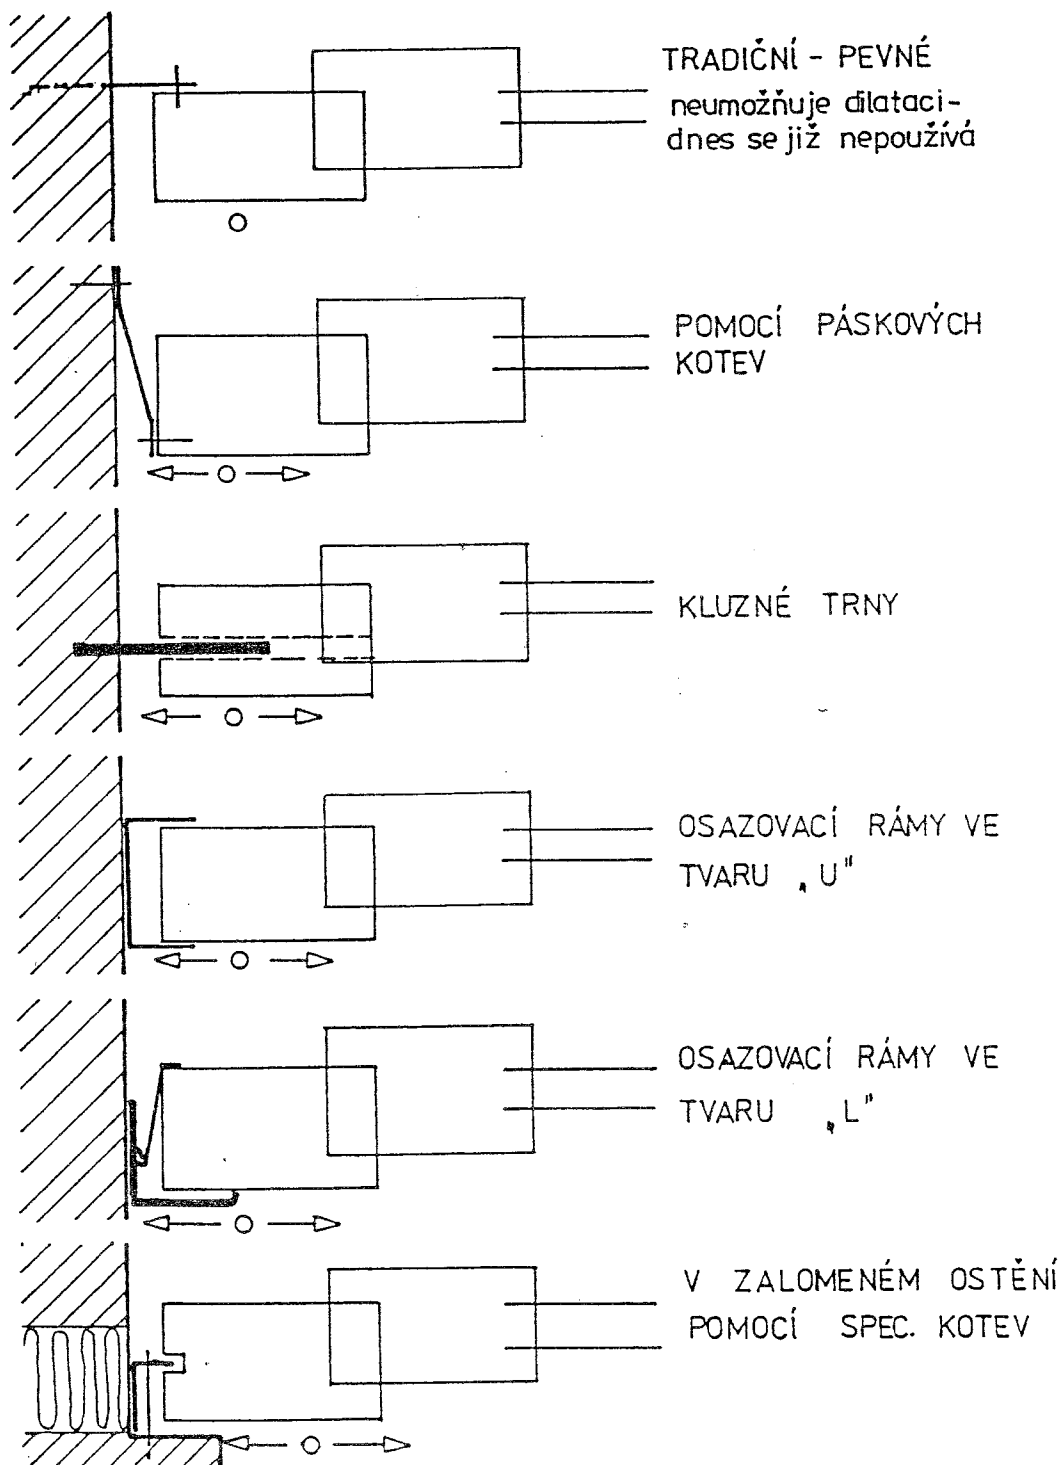 TRADIČNÍ - PEVNÉ
neumožňuje dilataci-
dnes se již nepoužívá
POMOCÍ PÁSKOVÝCH
KOTEV
KLUZNÉ TRNY
OSAZOVACÍ RÁMY VE
TVARU „U"
OSAZOVACÍ RÁMY VE
TVARU „L"
V ZALOMENÉM OSTĚNÍ
POMOCÍ SPEC. KOTEV